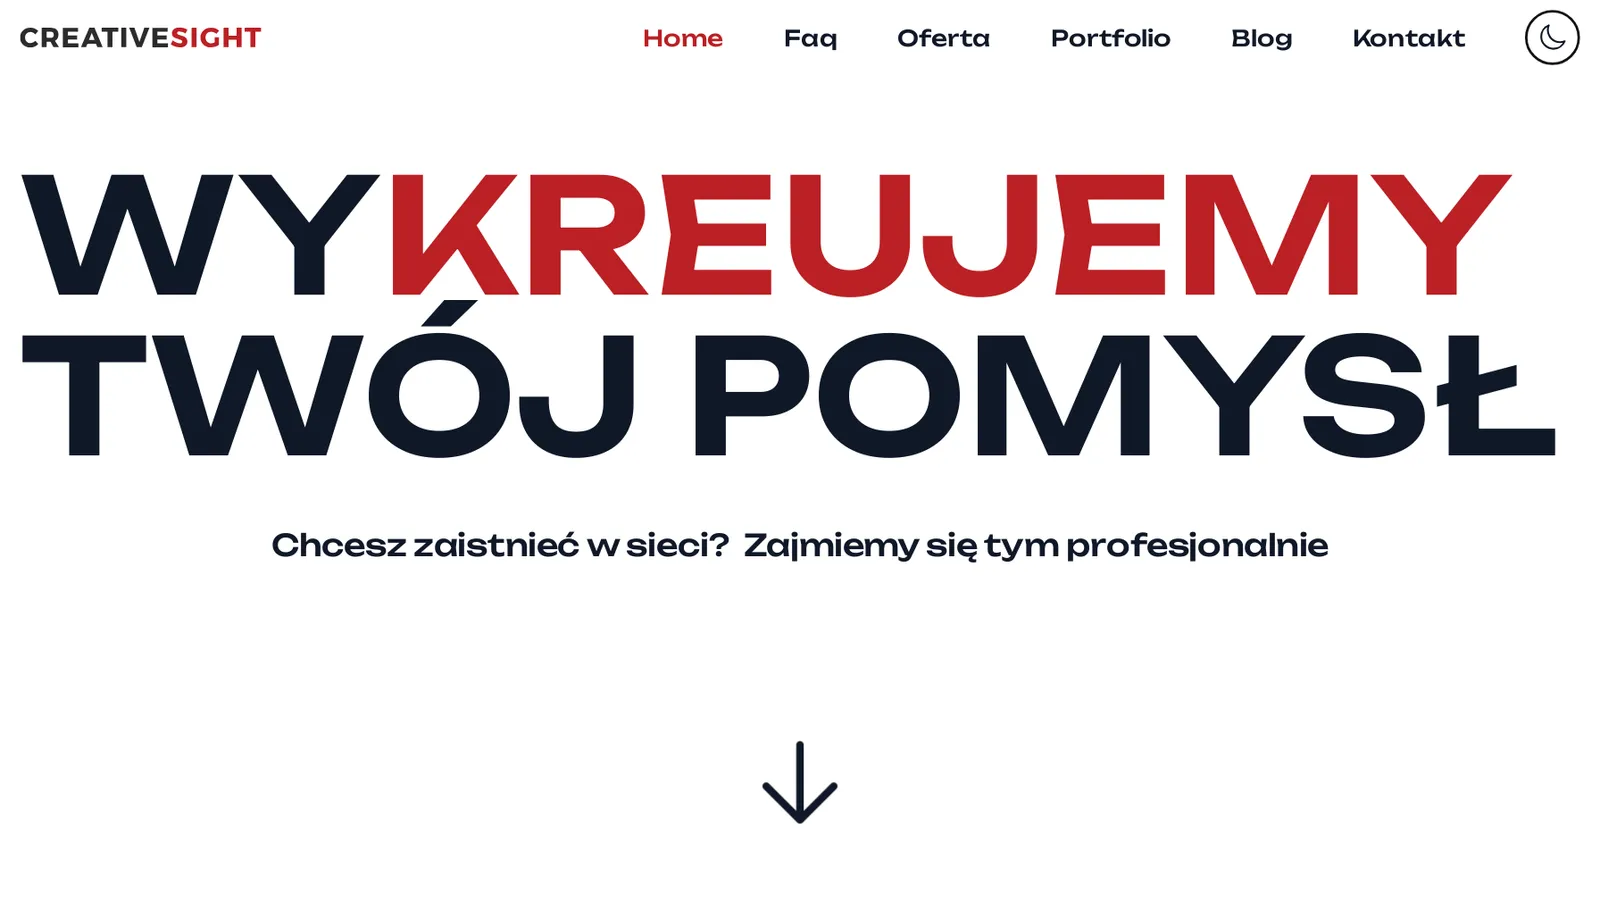 CREATIVESIGHT
Home Faq Oferta Portfolio Blog Kontakt
WYKREUJEMY
TWÓJ POMYSŁ
Chcesz zaistnieć w sieci? Zajmiemy się tym profesjonalnie